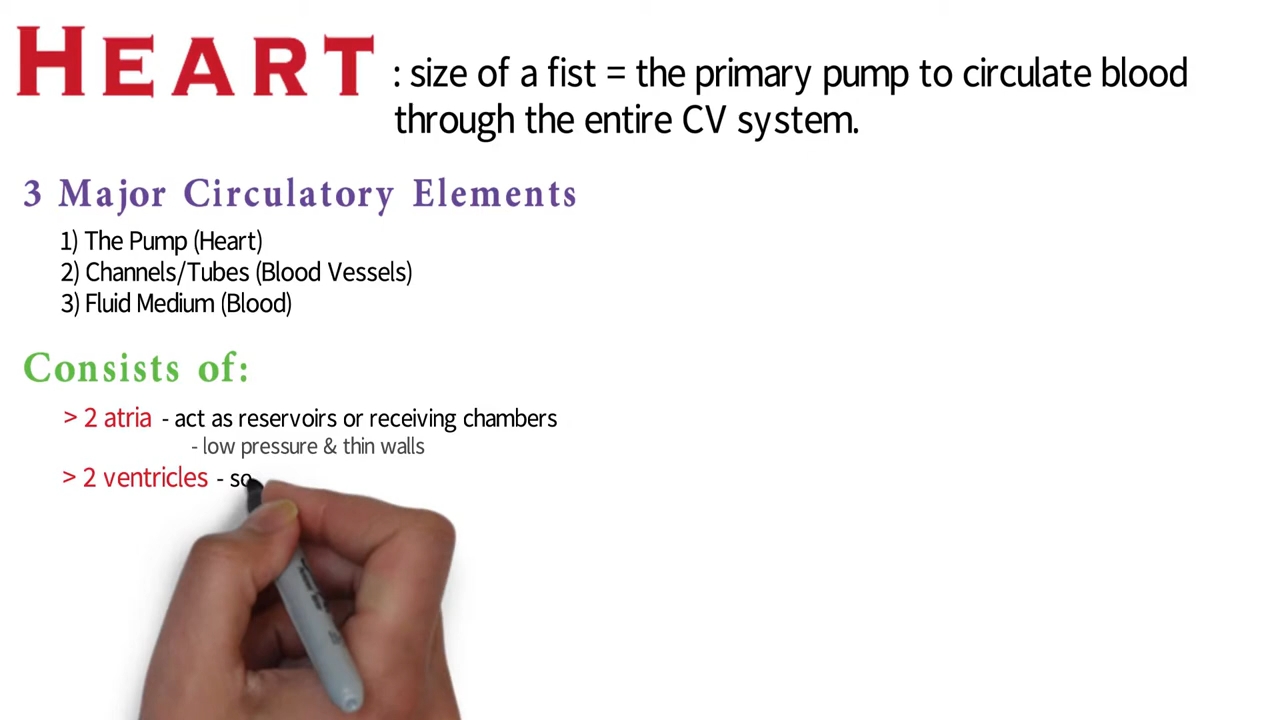 HEART : size of a fist = the primary pump to circulate blood
through the entire CV system.
3 Major Circulatory Elements
1) The Pump (Heart)
2) Channels/Tubes (Blood Vessels)
3) Fluid Medium (Blood)
Consists of:
> 2 atria - act as reservoirs or receiving chambers
- low pressure & thin walls
> 2 ventricles - so